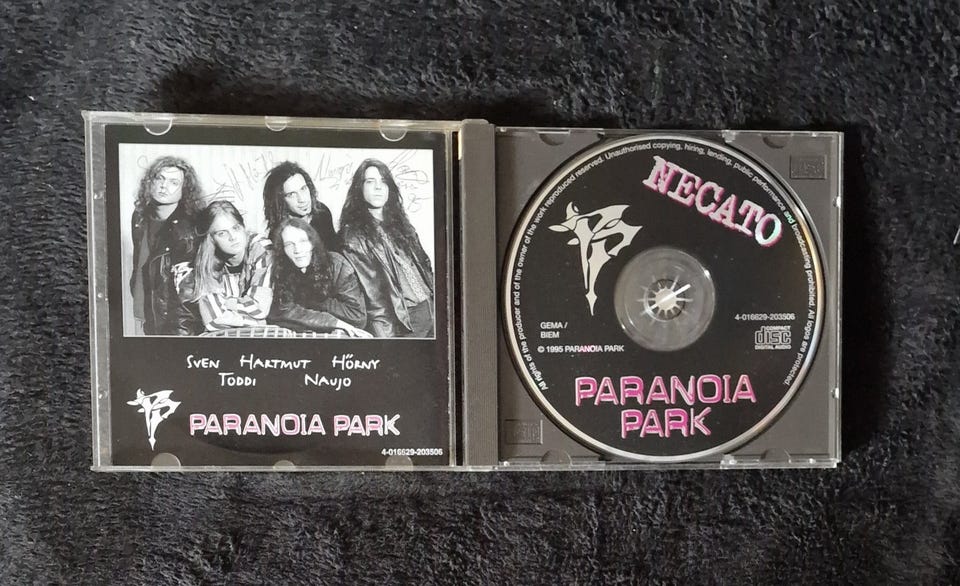 SVEN HARTMUT HÖRNY
TODDI NAUJO
PARANOIA PARK
4-016629-203506
All rights of the producer and of the owner of the work reproduced reserved. Unauthorised copying, hiring, lending, public performance and broadcasting prohibited. All logos are protected.
NECATO
4-016629-203506
GEMA /
BIEM
COMPACT
disc
DIGITAL AUDIO
© 1995 PARANOIA PARK
PARANOIA
PARK